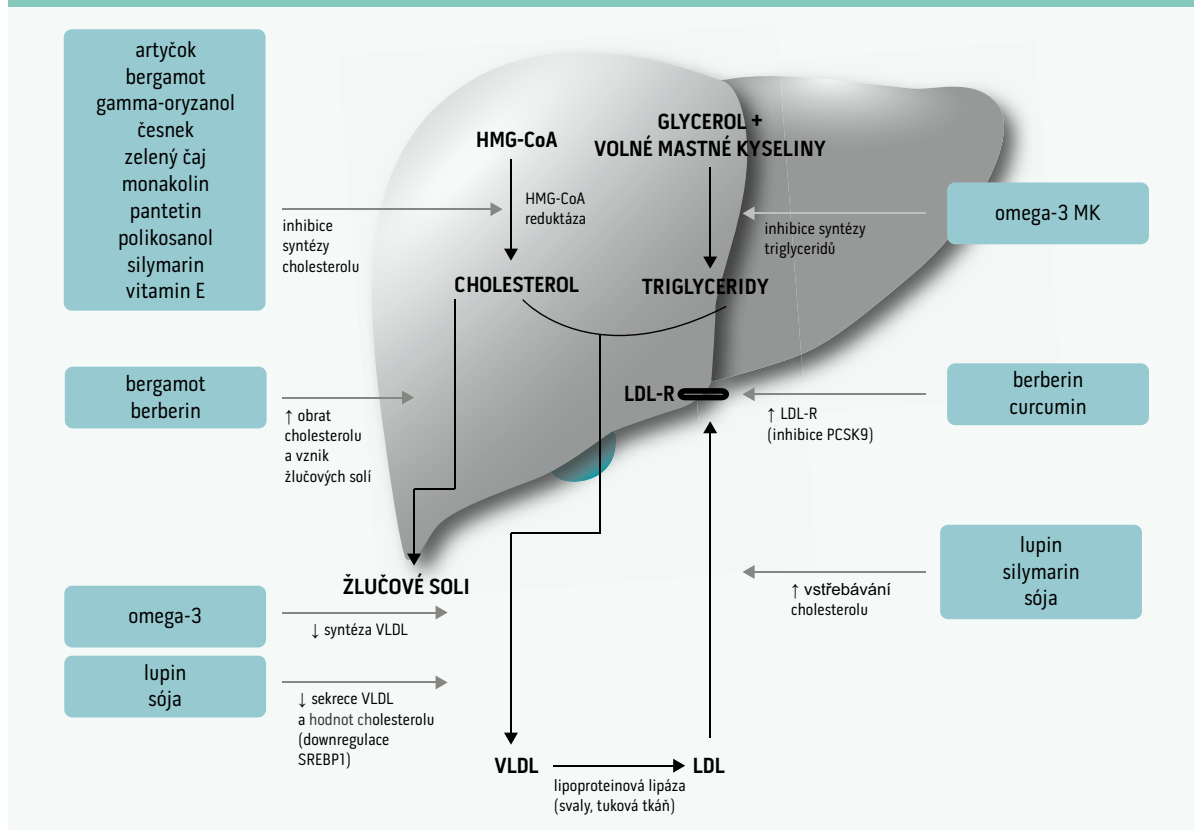 artyčok
bergamot
gamma-oryzanol
česnek
zelený čaj
monakolin
pantetin
polikosanol
silymarin
vitamin E
inhibice
syntézy
cholesterolu
HMG-CoA
HMG-CoA
reduktáza
CHOLESTEROL
GLYCEROL +
VOLNÉ MASTNÉ KYSELINY
TRIGLYCERIDY
inhibice syntézy
triglyceridů
omega-3 MK
bergamot
berberin
↑ obrat
cholesterolu
a vznik
žlučových solí
LDL-R
↑ LDL-R
(inhibice PCSK9)
berberin
curcumin
ŽLUČOVÉ SOLI
omega-3
↓ syntéza VLDL
↑ vstřebávání
cholesterolu
lupin
silymarin
sója
lupin
sója
↓ sekrece VLDL
a hodnot cholesterolu
(downregulace
SREBP1)
VLDL
lipoproteinová lipáza
(svaly, tuková tkáň)
LDL